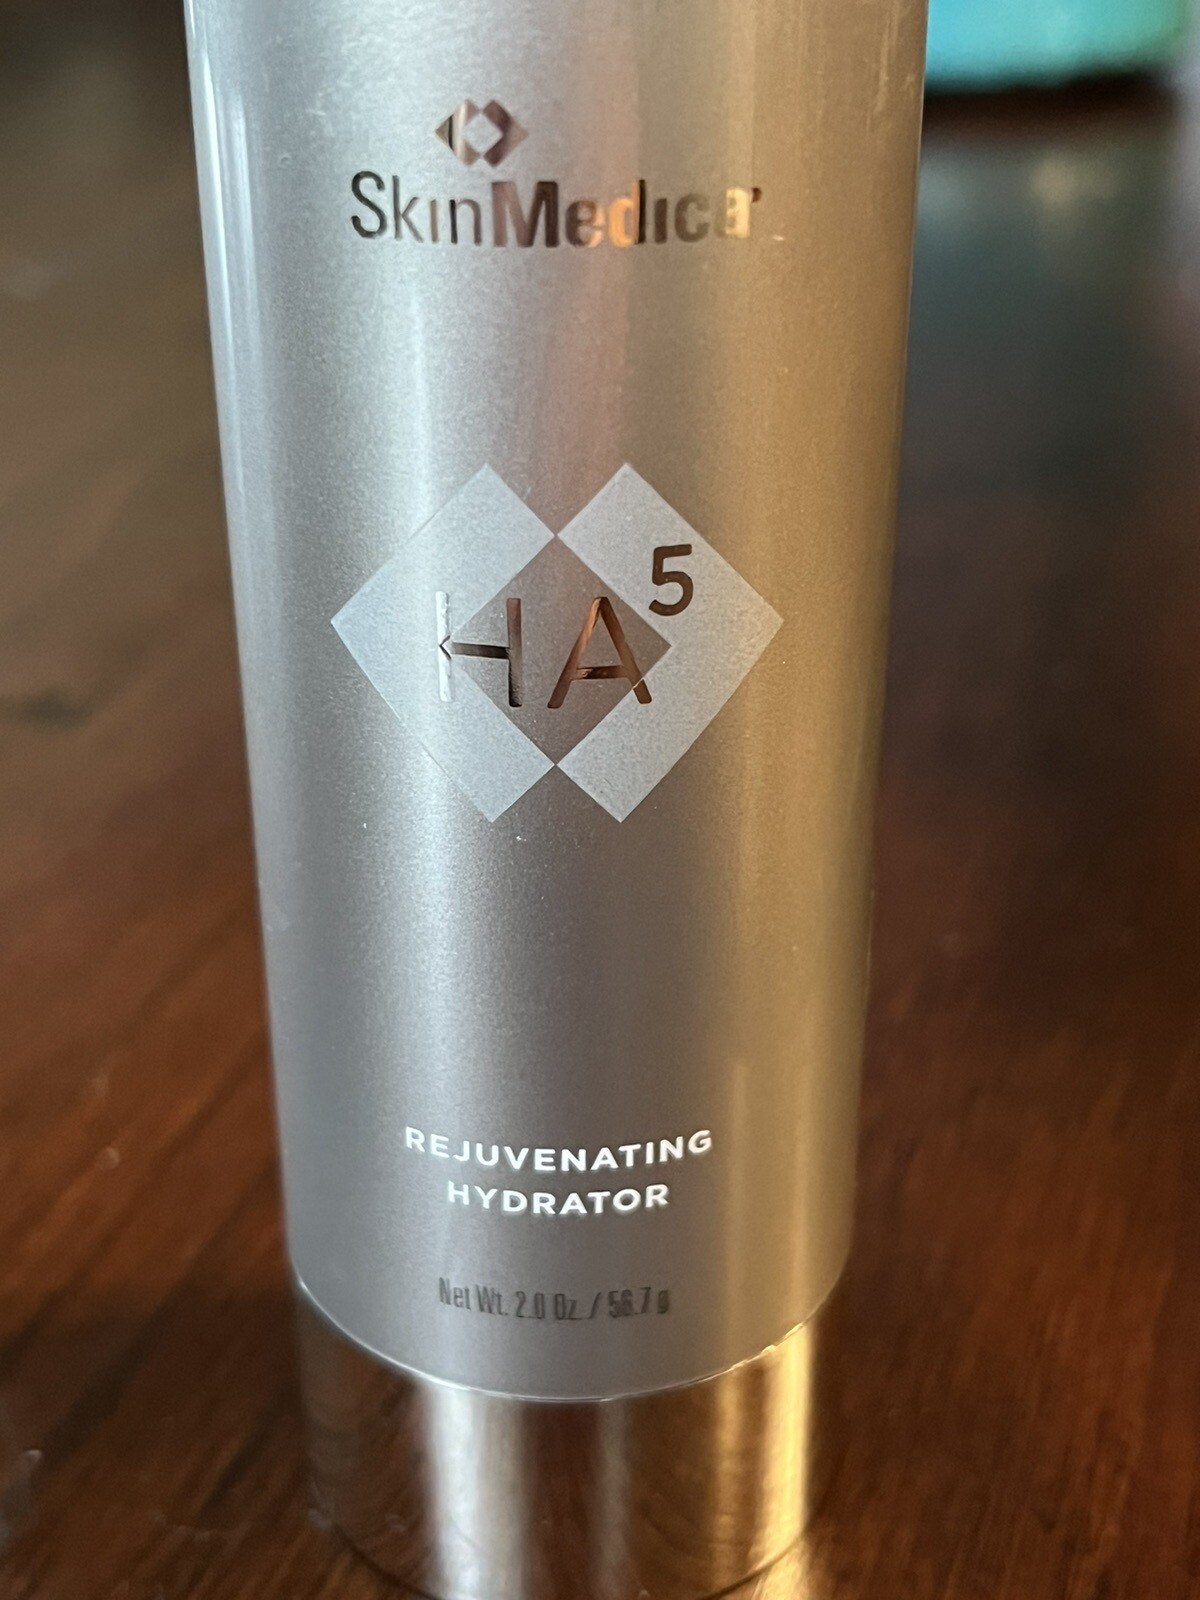 SkinMedica®
HA⁵
REJUVENATING
HYDRATOR
Net Wt. 2.0 Oz. / 56.7 g